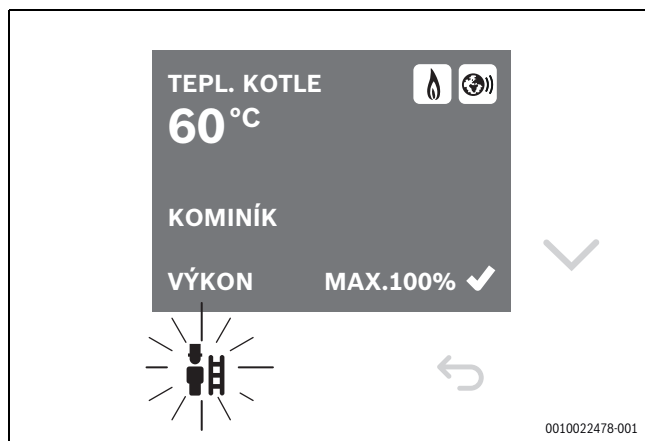 TEPL. KOTLE
60°C
KOMINÍK
VÝKON MAX.100%
0010022478-001